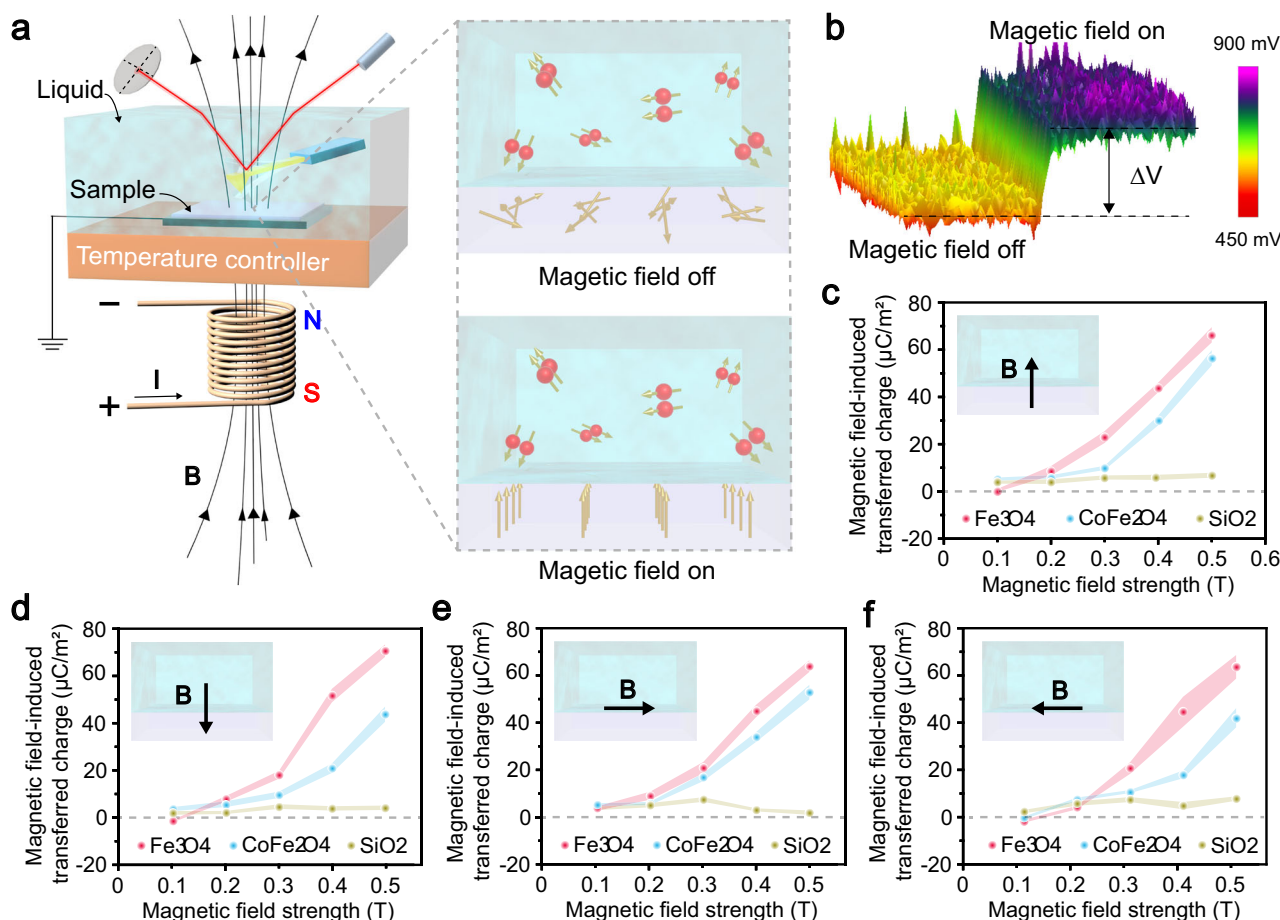 a
Liquid
Sample
Temperature controller
−
N
I
S
+
B
Magetic field off
Magetic field on
b
Magetic field on
900 mV
ΔV
Magetic field off
450 mV
c
Magnetic field-induced
transferred charge (μC/m²)
80
60
40
20
0
-20
B
Fe3O4
CoFe2O4
SiO2
0
0.1
0.2
0.3
0.4
0.5
0.6
Magnetic field strength (T)
d
Magnetic field-induced
transferred charge (μC/m²)
80
60
40
20
0
-20
B
Fe3O4
CoFe2O4
SiO2
0
0.1
0.2
0.3
0.4
0.5
Magnetic field strength (T)
e
Magnetic field-induced
transferred charge (μC/m²)
80
60
40
20
0
-20
B
Fe3O4
CoFe2O4
SiO2
0
0.1
0.2
0.3
0.4
0.5
Magnetic field strength (T)
f
Magnetic field-induced
transferred charge (μC/m²)
80
60
40
20
0
-20
B
Fe3O4
CoFe2O4
SiO2
0
0.1
0.2
0.3
0.4
0.5
Magnetic field strength (T)